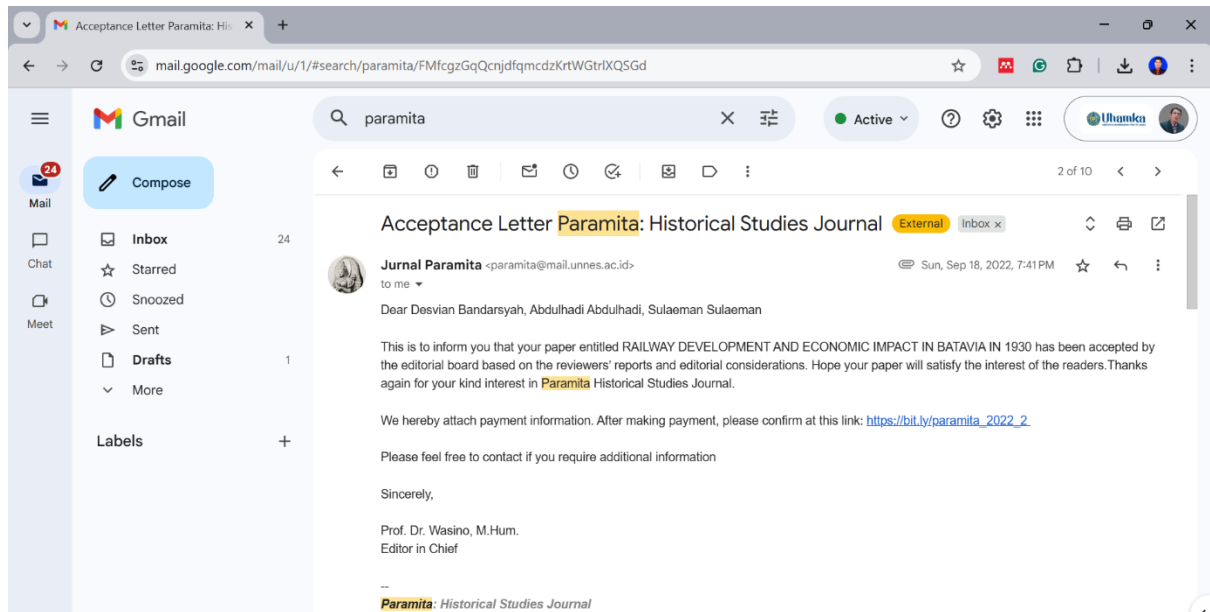 Acceptance Letter Paramita: His
mail.google.com/mail/u/1/#search/paramita/FMfcgzGqQcnjdfqmcdzKrtWGtrlXQSGd
Gmail
paramita
Active
Uhamka
24
Mail
Chat
Meet
Compose
Inbox 24
Starred
Snoozed
Sent
Drafts 1
More
Labels
2 of 10
Acceptance Letter Paramita: Historical Studies Journal External Inbox x
Jurnal Paramita <paramita@mail.unnes.ac.id> Sun, Sep 18, 2022, 7:41 PM
to me
Dear Desvian Bandarsyah, Abdulhadi Abdulhadi, Sulaeman Sulaeman
This is to inform you that your paper entitled RAILWAY DEVELOPMENT AND ECONOMIC IMPACT IN BATAVIA IN 1930 has been accepted by
the editorial board based on the reviewers' reports and editorial considerations. Hope your paper will satisfy the interest of the readers.Thanks
again for your kind interest in Paramita Historical Studies Journal.
We hereby attach payment information. After making payment, please confirm at this link: https://bit.ly/paramita_2022_2
Please feel free to contact if you require additional information
Sincerely,
Prof. Dr. Wasino, M.Hum.
Editor in Chief
--
Paramita: Historical Studies Journal